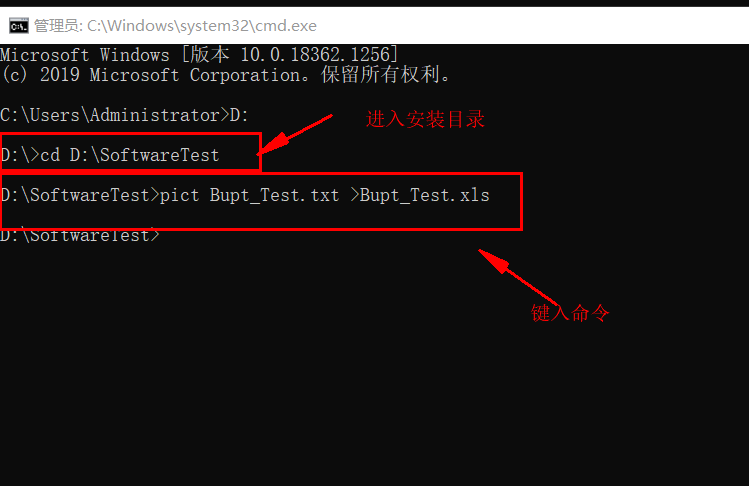 管理员: C:\Windows\system32\cmd.exe
Microsoft Windows [版本 10.0.18362.1256]
(c) 2019 Microsoft Corporation。保留所有权利。
C:\Users\Administrator>D:
进入安装目录
D:\>cd D:\SoftwareTest
D:\SoftwareTest>pict Bupt_Test.txt >Bupt_Test.xls
D:\SoftwareTest>
键入命令